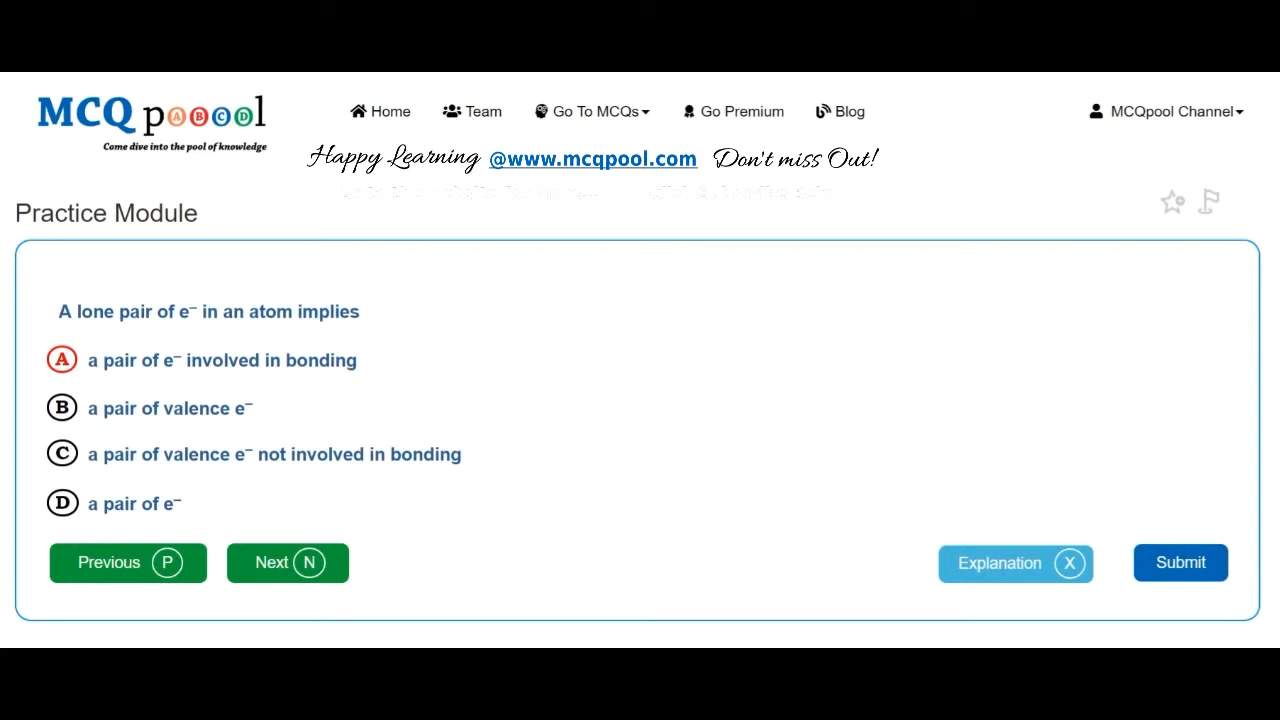 MCQ pABCDl
Come dive into the pool of knowledge
Home Team Go To MCQs Go Premium Blog MCQpool Channel
Happy Learning @www.mcqpool.com Don't miss Out!
Practice Module
A lone pair of e⁻ in an atom implies
A a pair of e⁻ involved in bonding
B a pair of valence e⁻
C a pair of valence e⁻ not involved in bonding
D a pair of e⁻
Previous P Next N Explanation X Submit